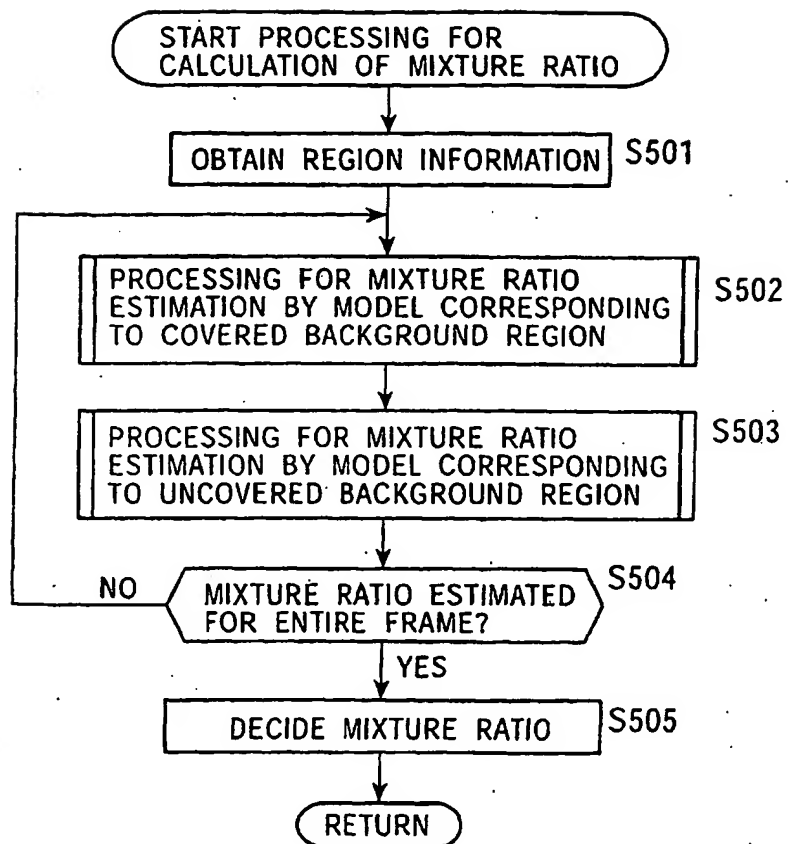 START PROCESSING FOR
CALCULATION OF MIXTURE RATIO
OBTAIN REGION INFORMATION
S501
PROCESSING FOR MIXTURE RATIO
ESTIMATION BY MODEL CORRESPONDING
TO COVERED BACKGROUND REGION
S502
PROCESSING FOR MIXTURE RATIO
ESTIMATION BY MODEL CORRESPONDING
TO UNCOVERED BACKGROUND REGION
S503
NO
MIXTURE RATIO ESTIMATED
FOR ENTIRE FRAME?
S504
YES
DECIDE MIXTURE RATIO
S505
RETURN